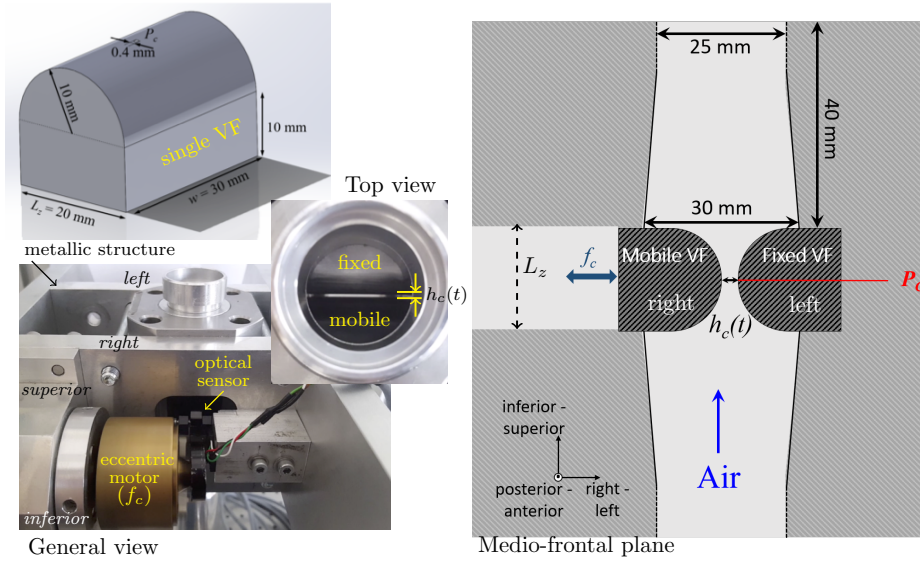 P_c
0.4 mm
10 mm
10 mm
single VF
w = 30 mm
L_z = 20 mm
Top view
fixed
mobile
h_c(t)
metallic structure
left
right
optical
sensor
superior
eccentric
motor
(f_c)
inferior
General view
25 mm
40 mm
30 mm
L_z
f_c
Mobile VF
right
Fixed VF
left
P_c
h_c(t)
inferior -
superior
posterior -
anterior
right -
left
Air
Medio-frontal plane